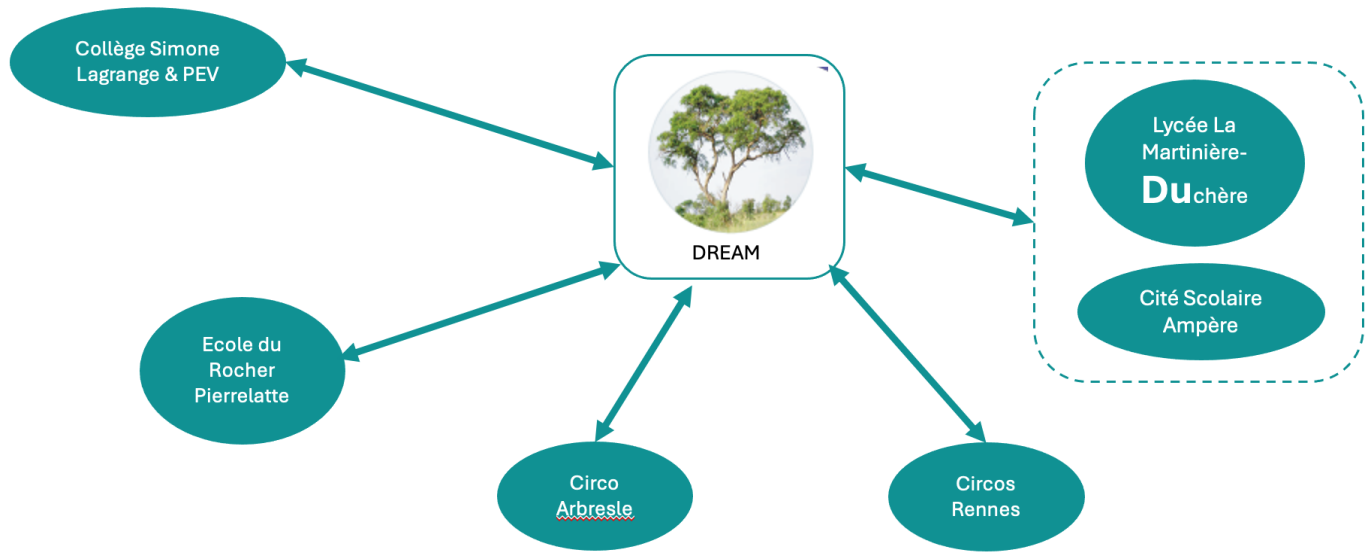 Collège Simone
Lagrange & PEV
DREAM
Lycée La
Martinière-
Duchère
Cité Scolaire
Ampère
Ecole du
Rocher
Pierrelatte
Circo
Arbresle
Circos
Rennes